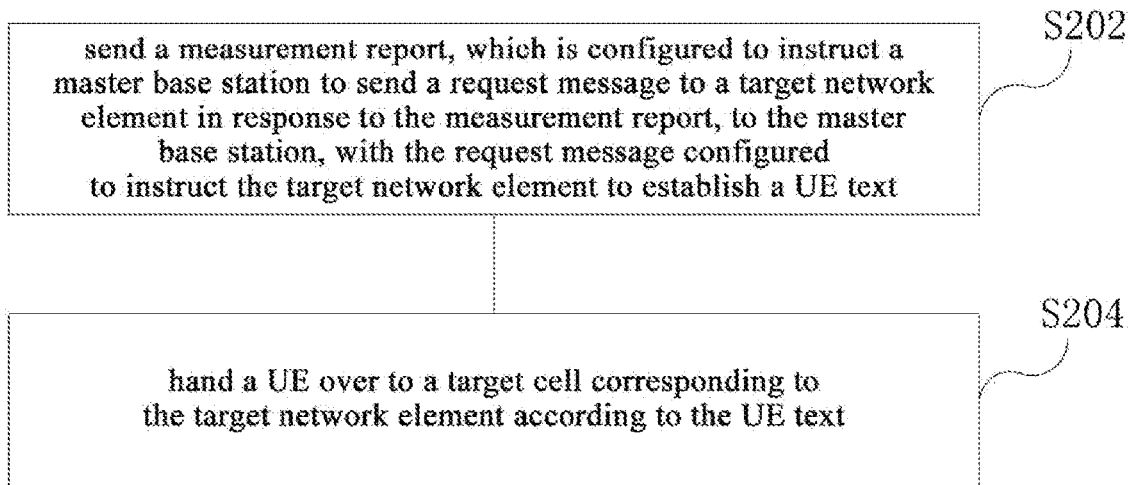 S202
send a measurement report, which is configured to instruct a
master base station to send a request message to a target network
element in response to the measurement report, to the master
base station, with the request message configured
to instruct the target network element to establish a UE text
S204
hand a UE over to a target cell corresponding to
the target network element according to the UE text